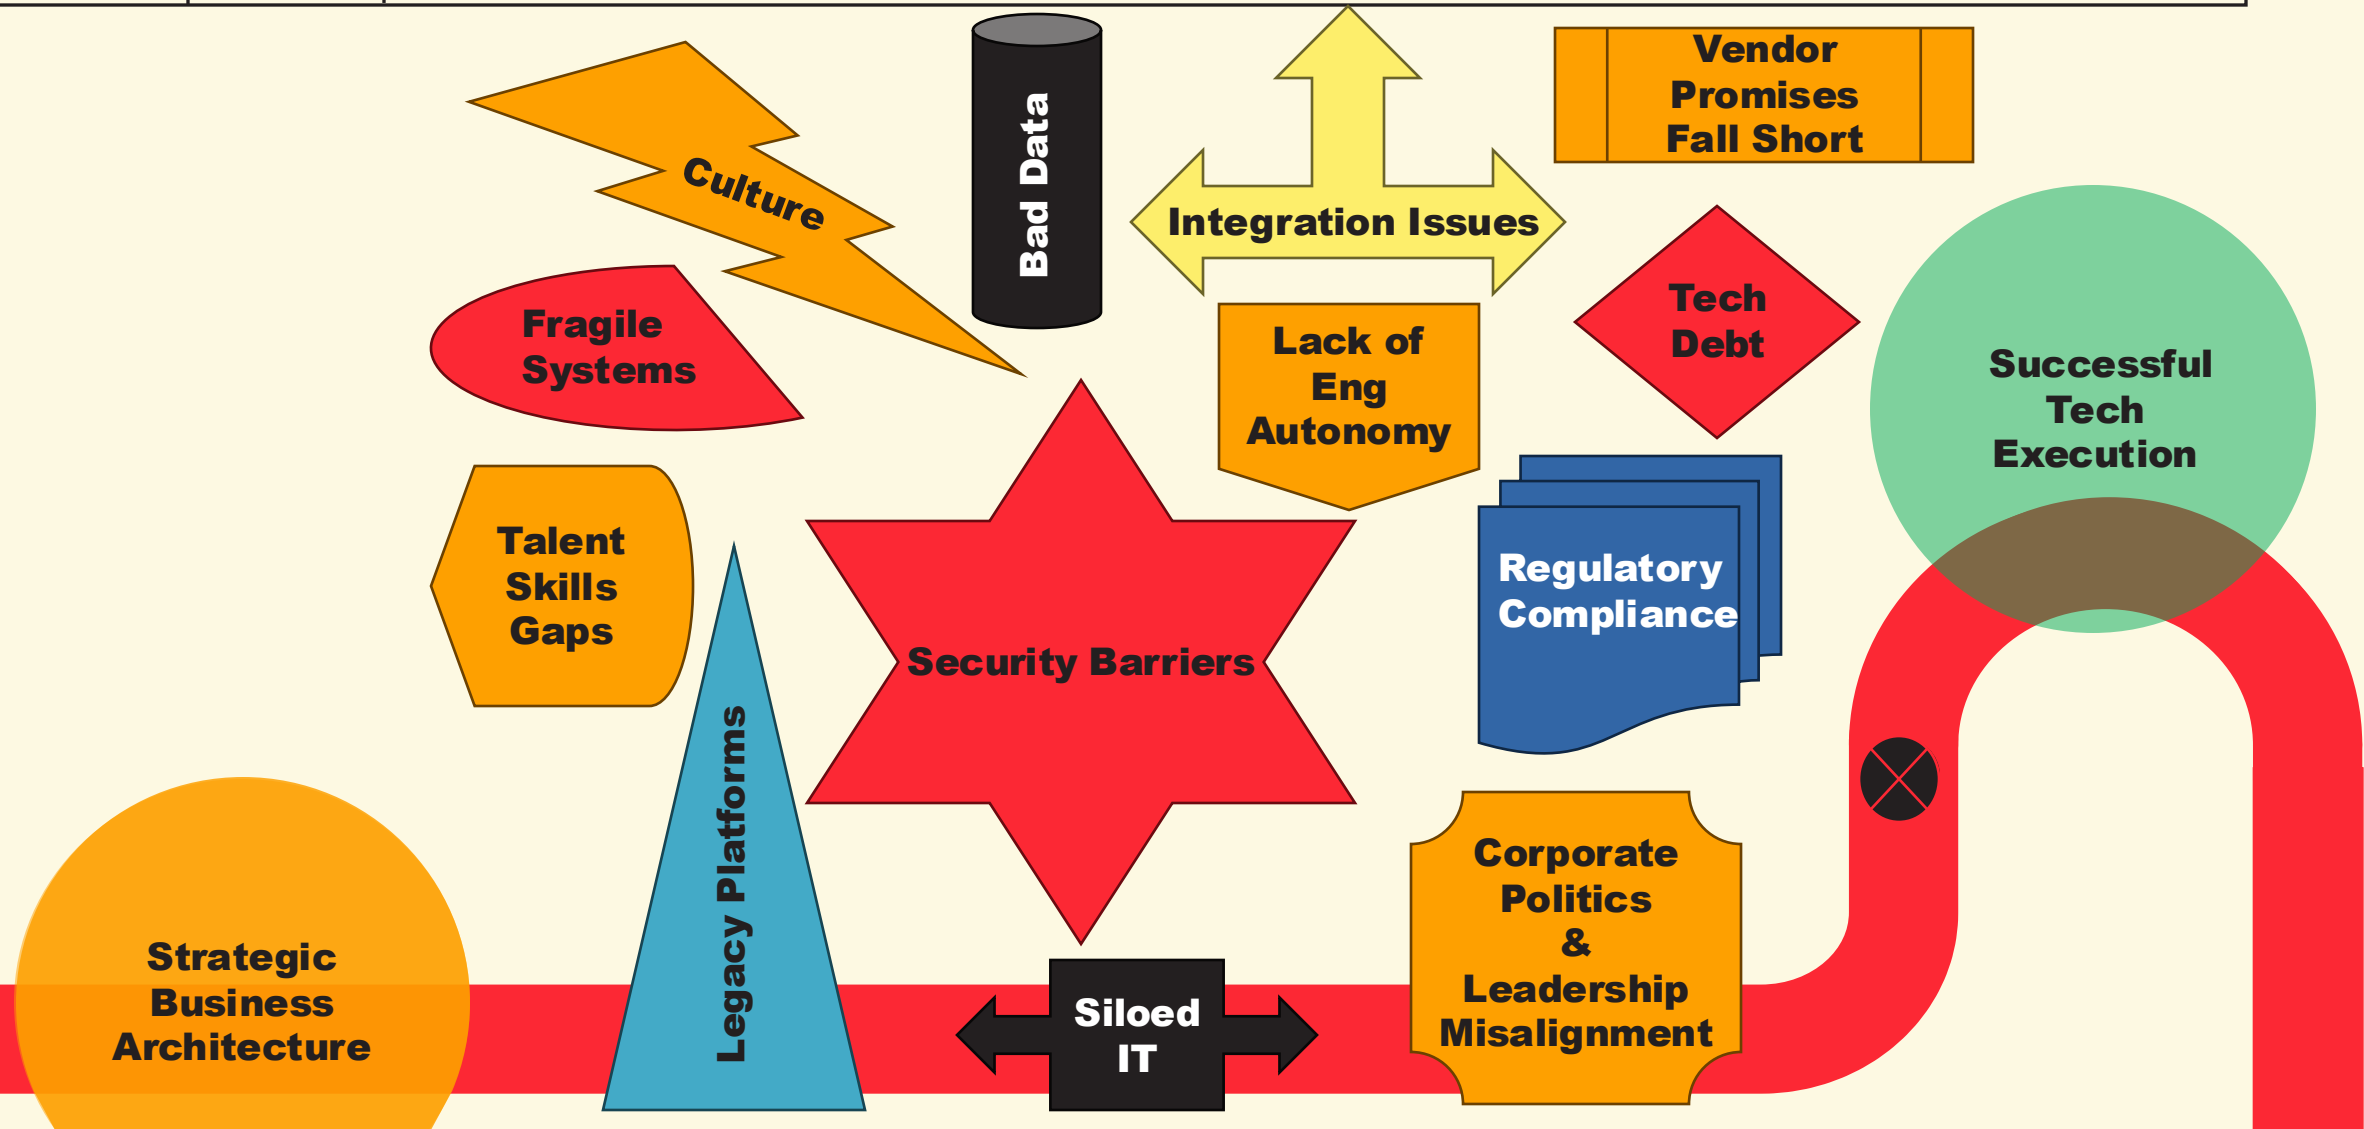 Vendor
Promises
Fall Short
Culture
Bad Data
Integration Issues
Tech
Debt
Fragile
Systems
Lack of
Eng
Autonomy
Successful
Tech
Execution
Talent
Skills
Gaps
Regulatory
Compliance
Security Barriers
Legacy Platforms
Corporate
Politics
&
Leadership
Misalignment
Strategic
Business
Architecture
Siloed
IT